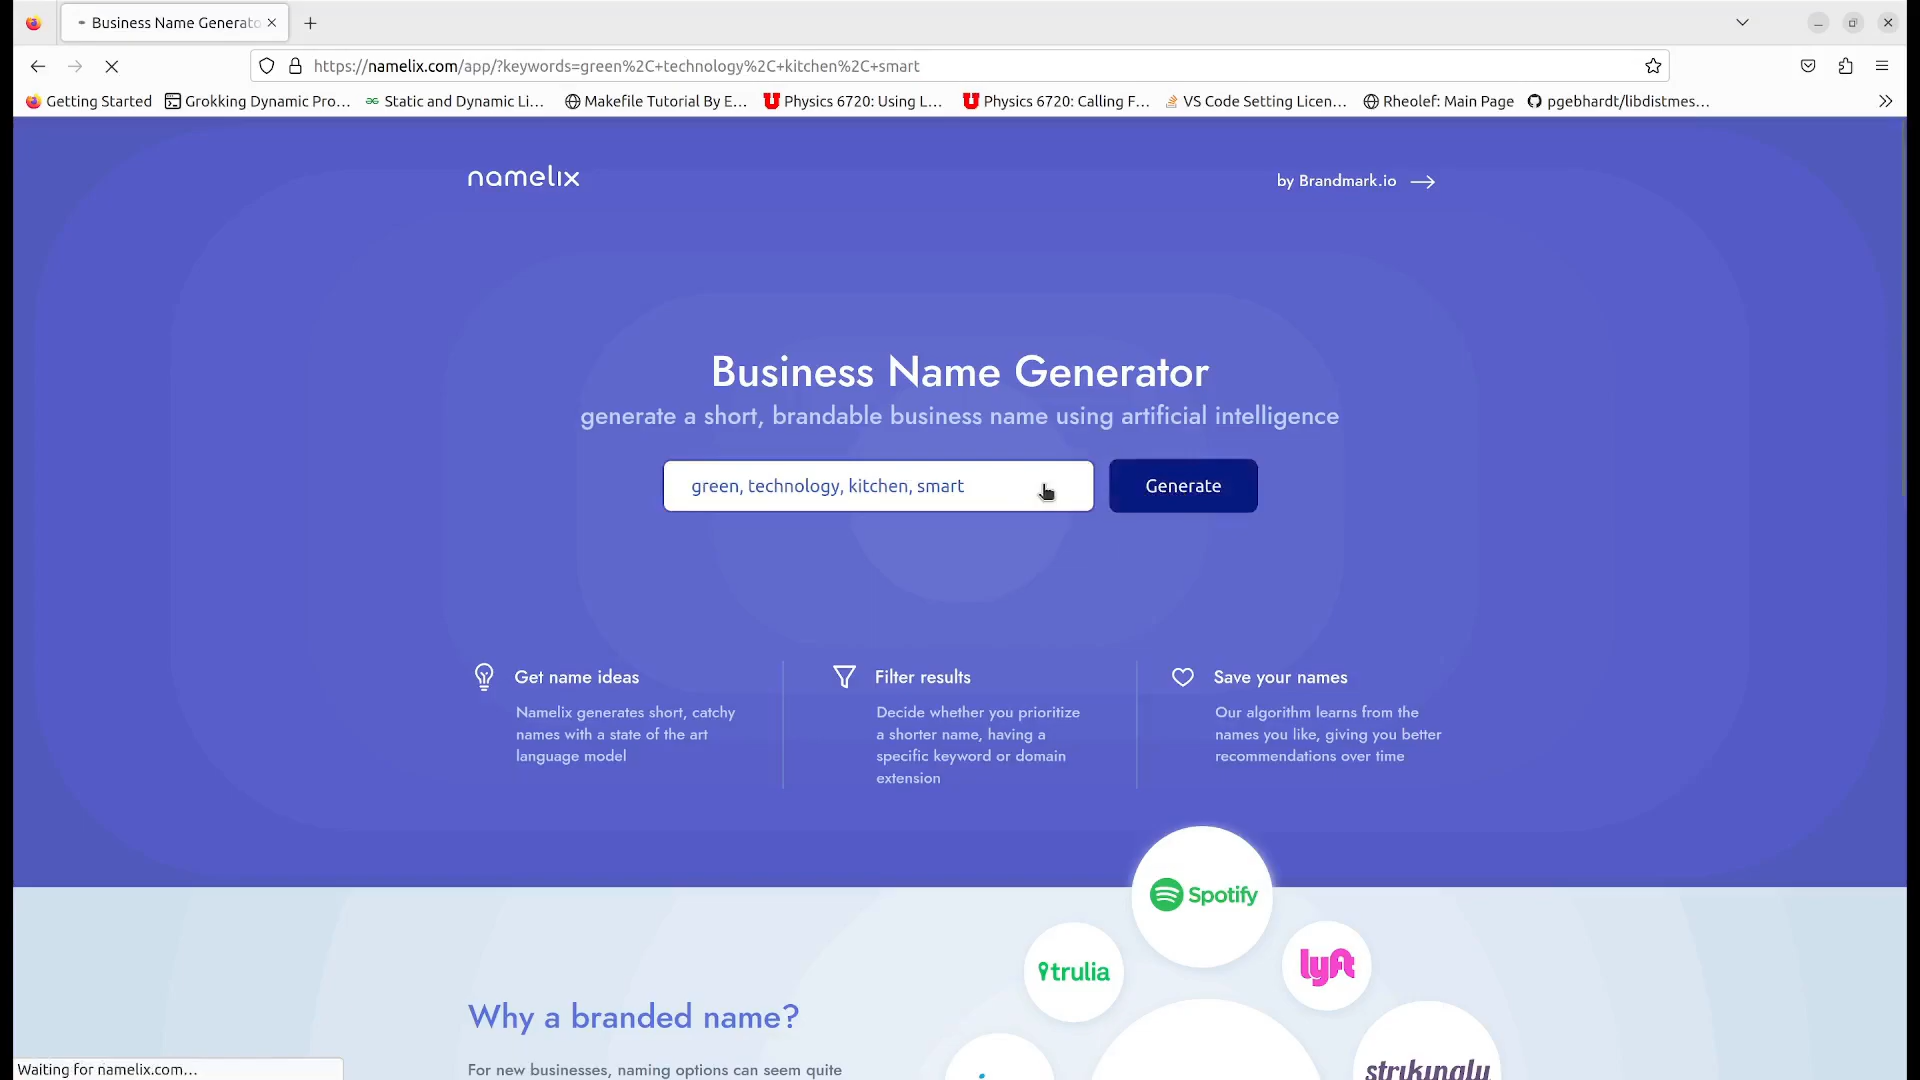 Business Name Generato
https://namelix.com/app/?keywords=green%2C+technology%2C+kitchen%2C+smart
Getting Started
Grokking Dynamic Pro...
Static and Dynamic Li...
Makefile Tutorial By E...
Physics 6720: Using L...
Physics 6720: Calling F...
VS Code Setting Licen...
Rheolef: Main Page
pgebhardt/libdistmes...
namelix
by Brandmark.io
Business Name Generator
generate a short, brandable business name using artificial intelligence
green, technology, kitchen, smart
Generate
Get name ideas
Namelix generates short, catchy
names with a state of the art
language model
Filter results
Decide whether you prioritize
a shorter name, having a
specific keyword or domain
extension
Save your names
Our algorithm learns from the
names you like, giving you better
recommendations over time
Spotify
trulia
lyft
Why a branded name?
strikingly
For new businesses, naming options can seem quite
Waiting for namelix.com...